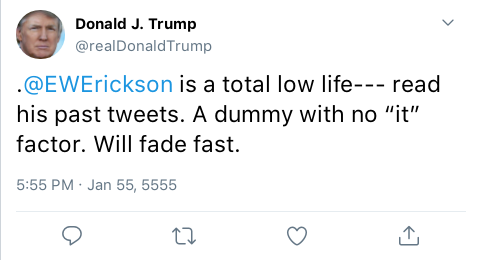 Donald J. Trump
@realDonaldTrump
.@EWErickson is a total low life--- read
his past tweets. A dummy with no “it”
factor. Will fade fast.
5:55 PM · Jan 55, 5555